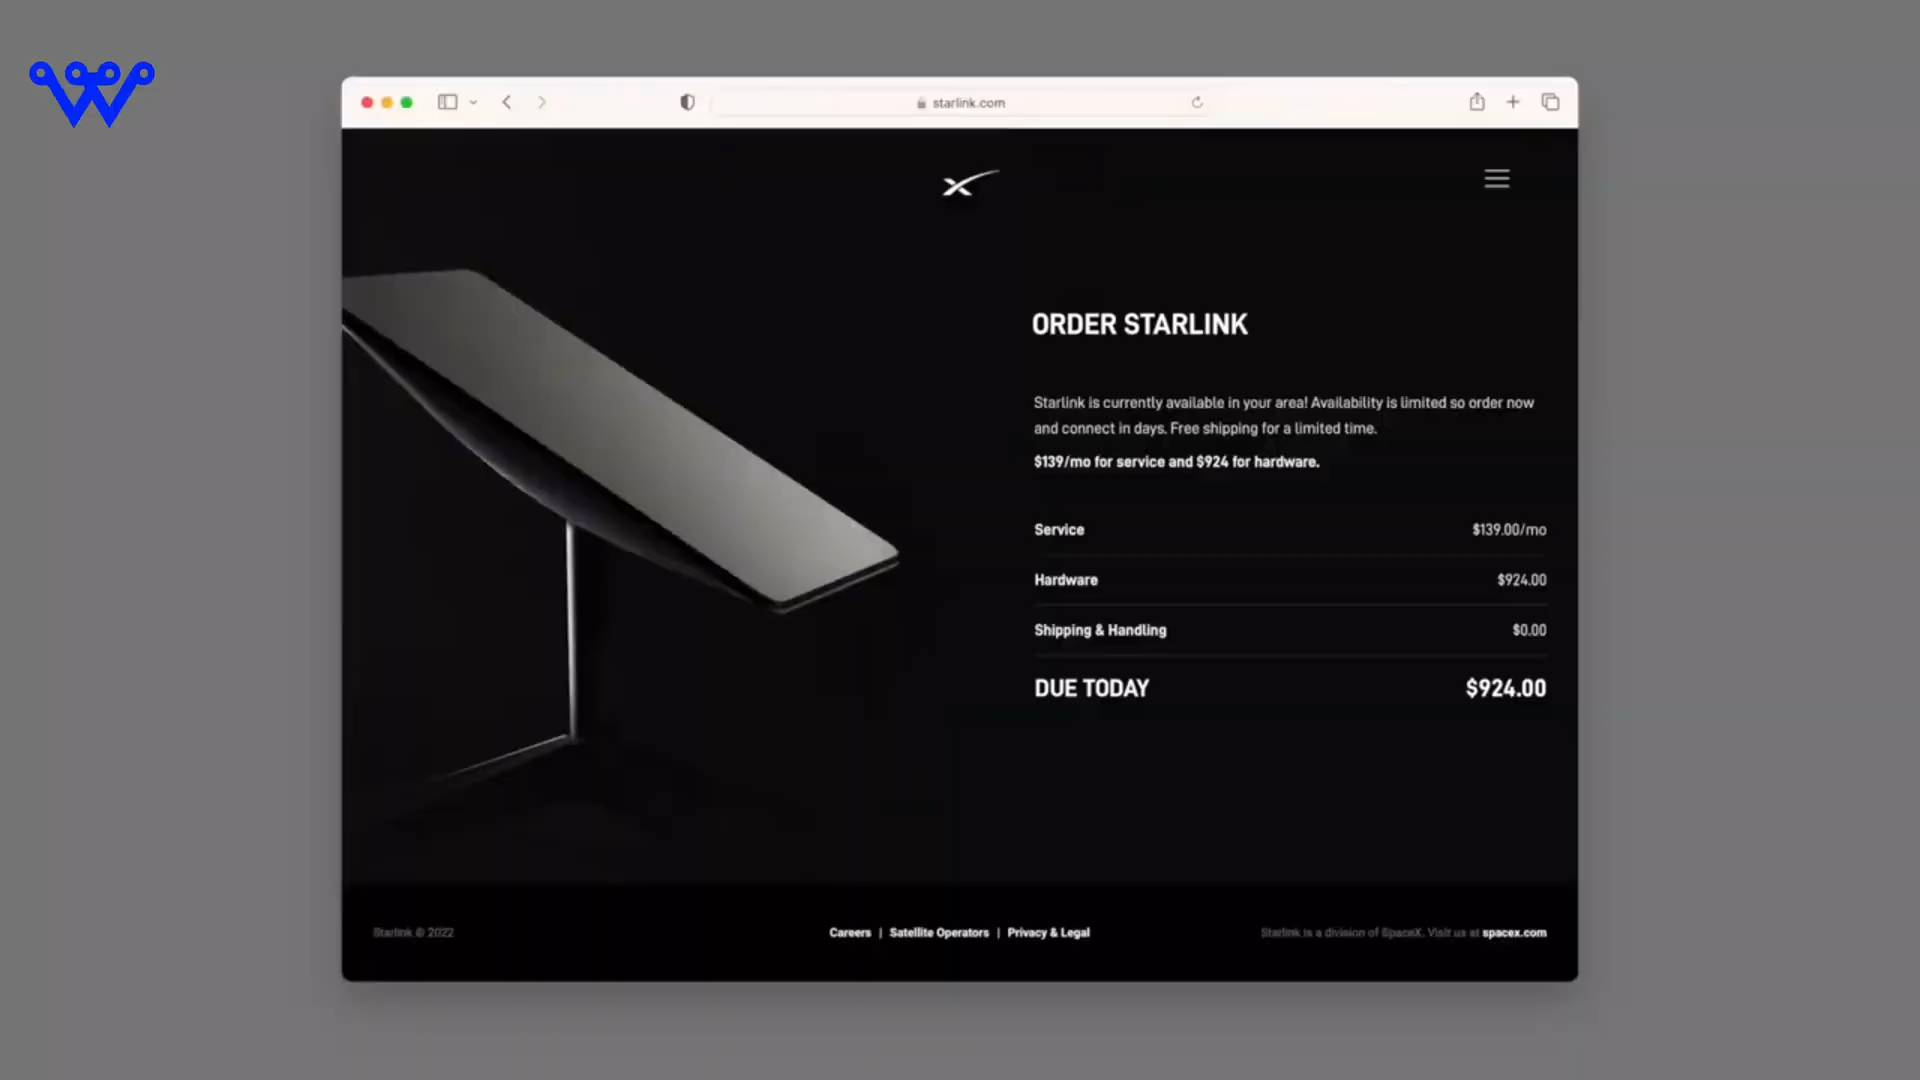 starlink.com
ORDER STARLINK
Starlink is currently available in your area! Availability is limited so order now
and connect in days. Free shipping for a limited time.
$139/mo for service and $924 for hardware.
Service $139.00/mo
Hardware $924.00
Shipping & Handling $0.00
DUE TODAY $924.00
Starlink © 2022 Careers | Satellite Operators | Privacy & Legal Starlink is a division of SpaceX. Visit us at spacex.com